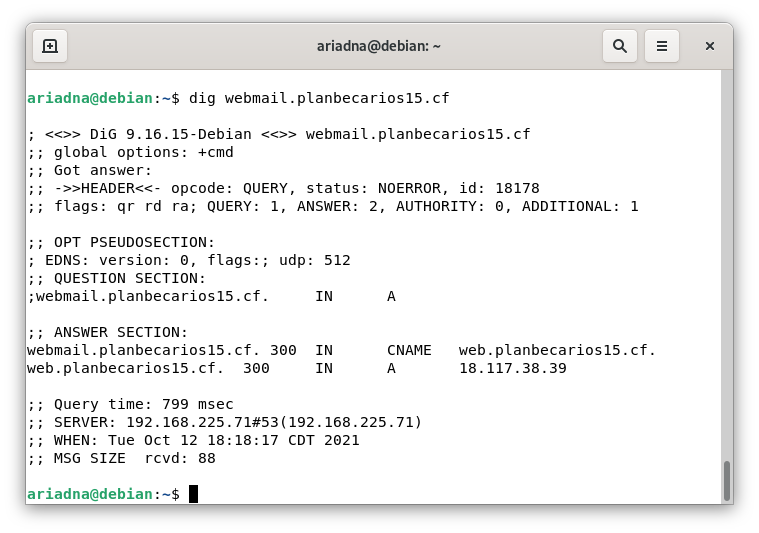 ariadna@debian: ~
ariadna@debian:~$ dig webmail.planbecarios15.cf
; <<>> DiG 9.16.15-Debian <<>> webmail.planbecarios15.cf
;; global options: +cmd
;; Got answer:
;; ->>HEADER<<- opcode: QUERY, status: NOERROR, id: 18178
;; flags: qr rd ra; QUERY: 1, ANSWER: 2, AUTHORITY: 0, ADDITIONAL: 1
;; OPT PSEUDOSECTION:
; EDNS: version: 0, flags:; udp: 512
;; QUESTION SECTION:
;webmail.planbecarios15.cf.     IN      A
;; ANSWER SECTION:
webmail.planbecarios15.cf. 300  IN      CNAME   web.planbecarios15.cf.
web.planbecarios15.cf.  300     IN      A       18.117.38.39
;; Query time: 799 msec
;; SERVER: 192.168.225.71#53(192.168.225.71)
;; WHEN: Tue Oct 12 18:18:17 CDT 2021
;; MSG SIZE  rcvd: 88
ariadna@debian:~$